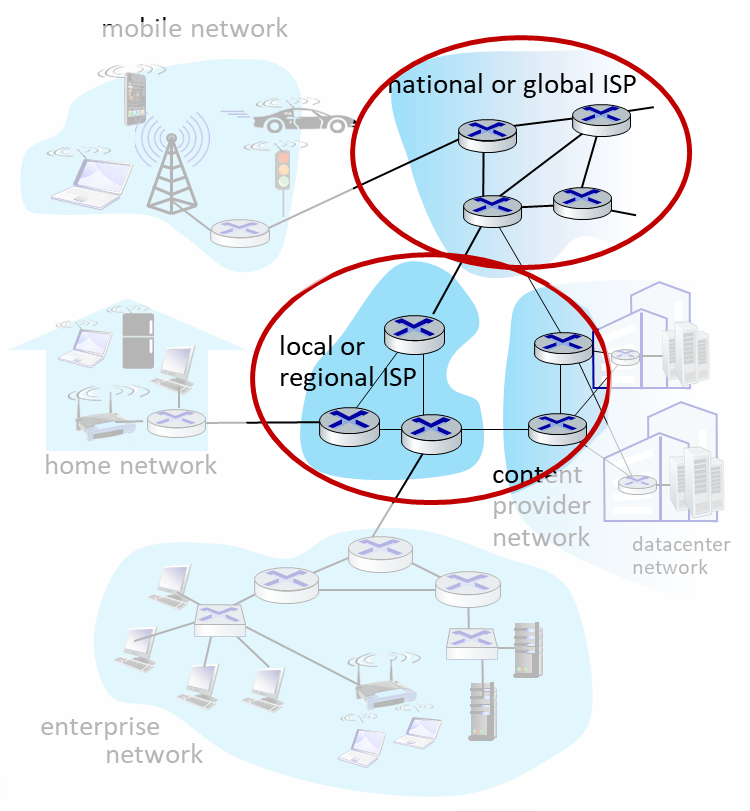 mobile network
national or global ISP
local or
regional ISP
home network
content
provider
network
datacenter
network
enterprise
network